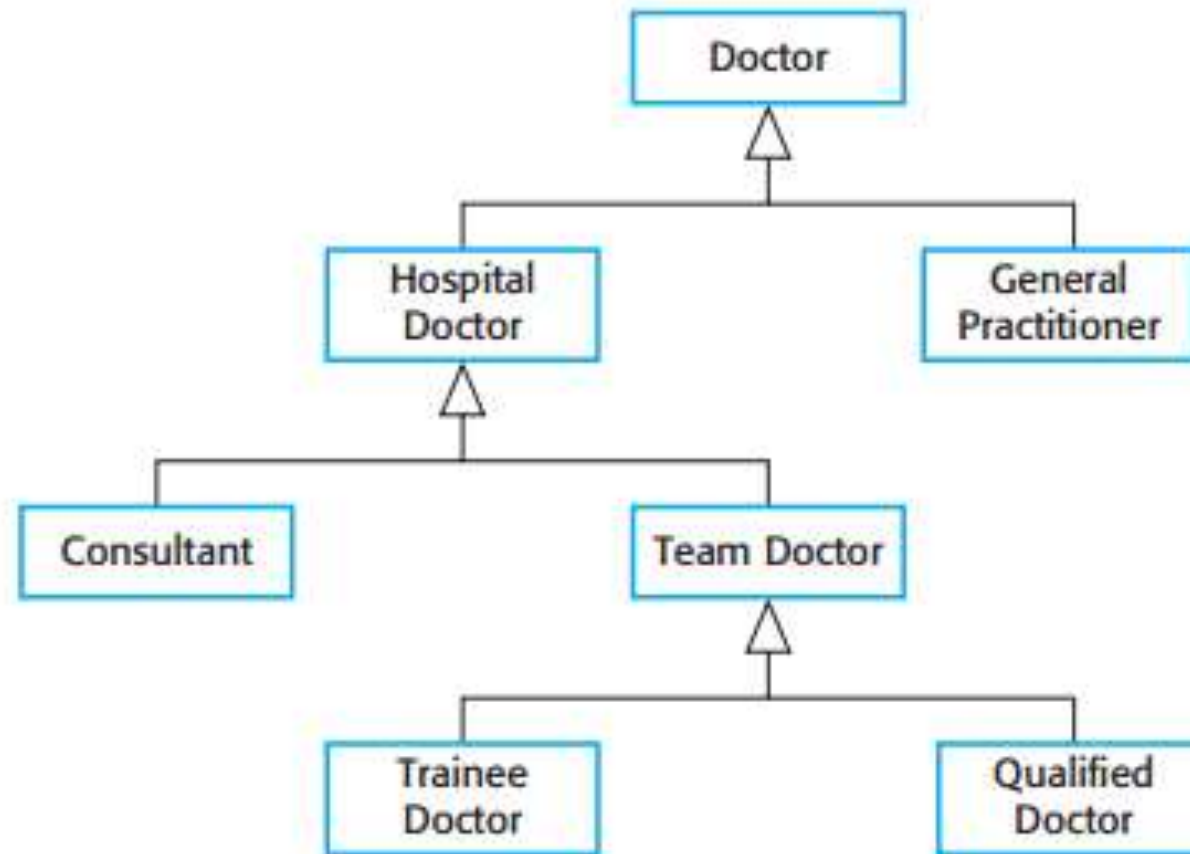 Doctor
Hospital
Doctor
General
Practitioner
Consultant
Team Doctor
Trainee
Doctor
Qualified
Doctor